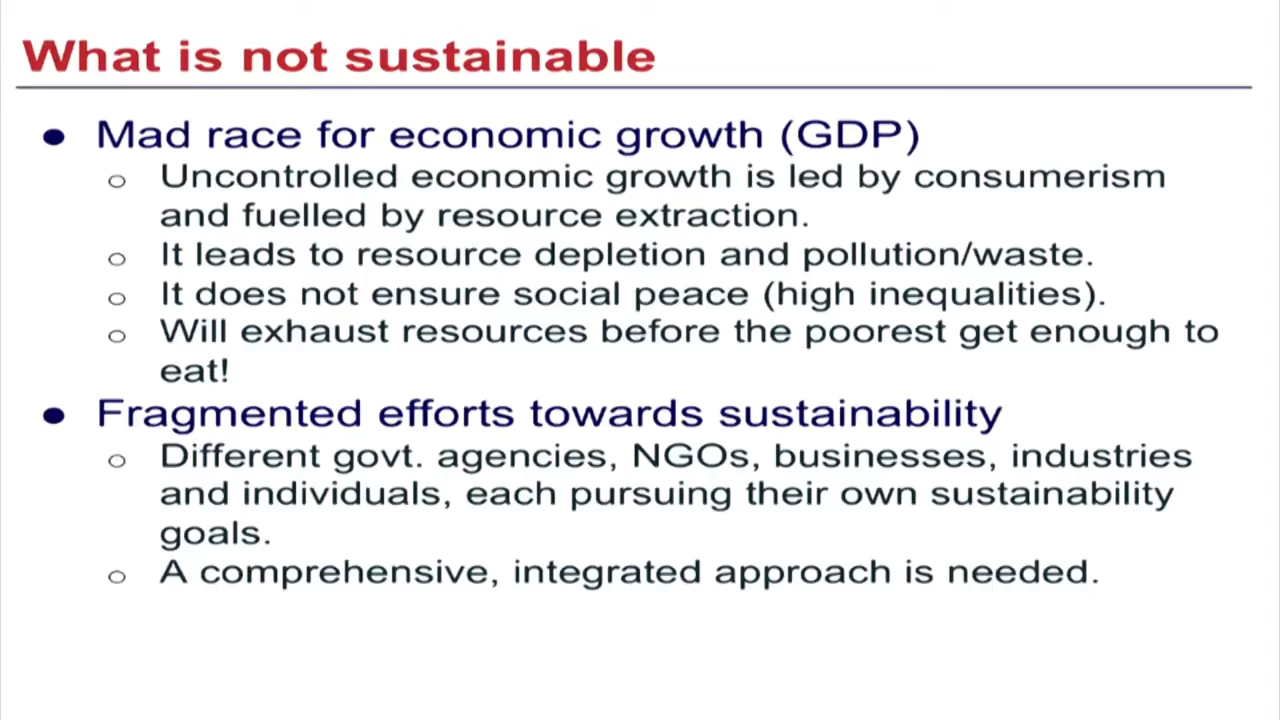 What is not sustainable
● Mad race for economic growth (GDP)
○ Uncontrolled economic growth is led by consumerism
and fuelled by resource extraction.
○ It leads to resource depletion and pollution/waste.
○ It does not ensure social peace (high inequalities).
○ Will exhaust resources before the poorest get enough to
eat!
● Fragmented efforts towards sustainability
○ Different govt. agencies, NGOs, businesses, industries
and individuals, each pursuing their own sustainability
goals.
○ A comprehensive, integrated approach is needed.